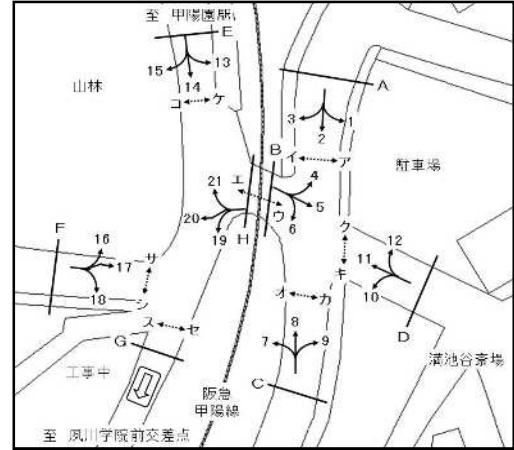 至 甲陽園駅
E
15
14
13
コ
ケ
山林
A
3
2
1
B
イ
ア
駐車場
4
5
6
エ
ウ
21
20
19
H
ク
キ
12
11
10
D
F
16
17
18
サ
シ
ス
セ
G
オ
カ
8
7
9
C
満池谷斎場
工事中
阪急
甲陽線
至 夙川学院前交差点